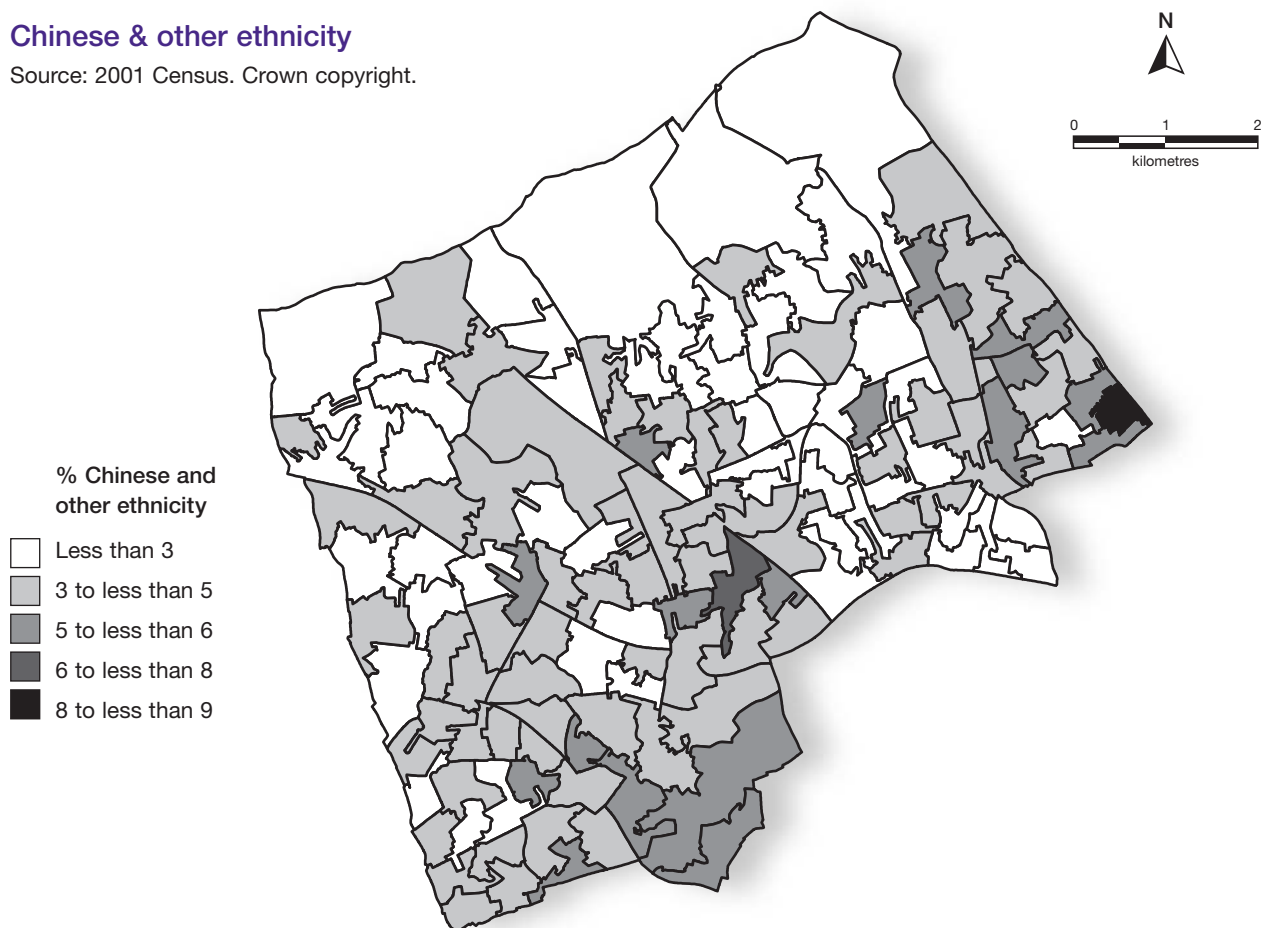 Chinese & other ethnicity
Source: 2001 Census. Crown copyright.
N
0 1 2
kilometres
% Chinese and
other ethnicity
Less than 3
3 to less than 5
5 to less than 6
6 to less than 8
8 to less than 9